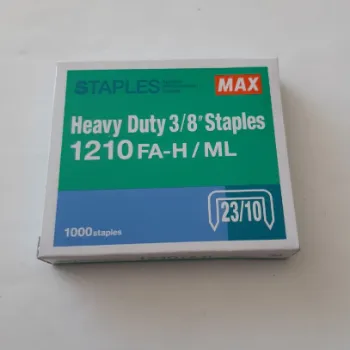 STAPLES
MAX
Heavy Duty 3/8" Staples
1210 FA-H / ML
23/10
1000 staples